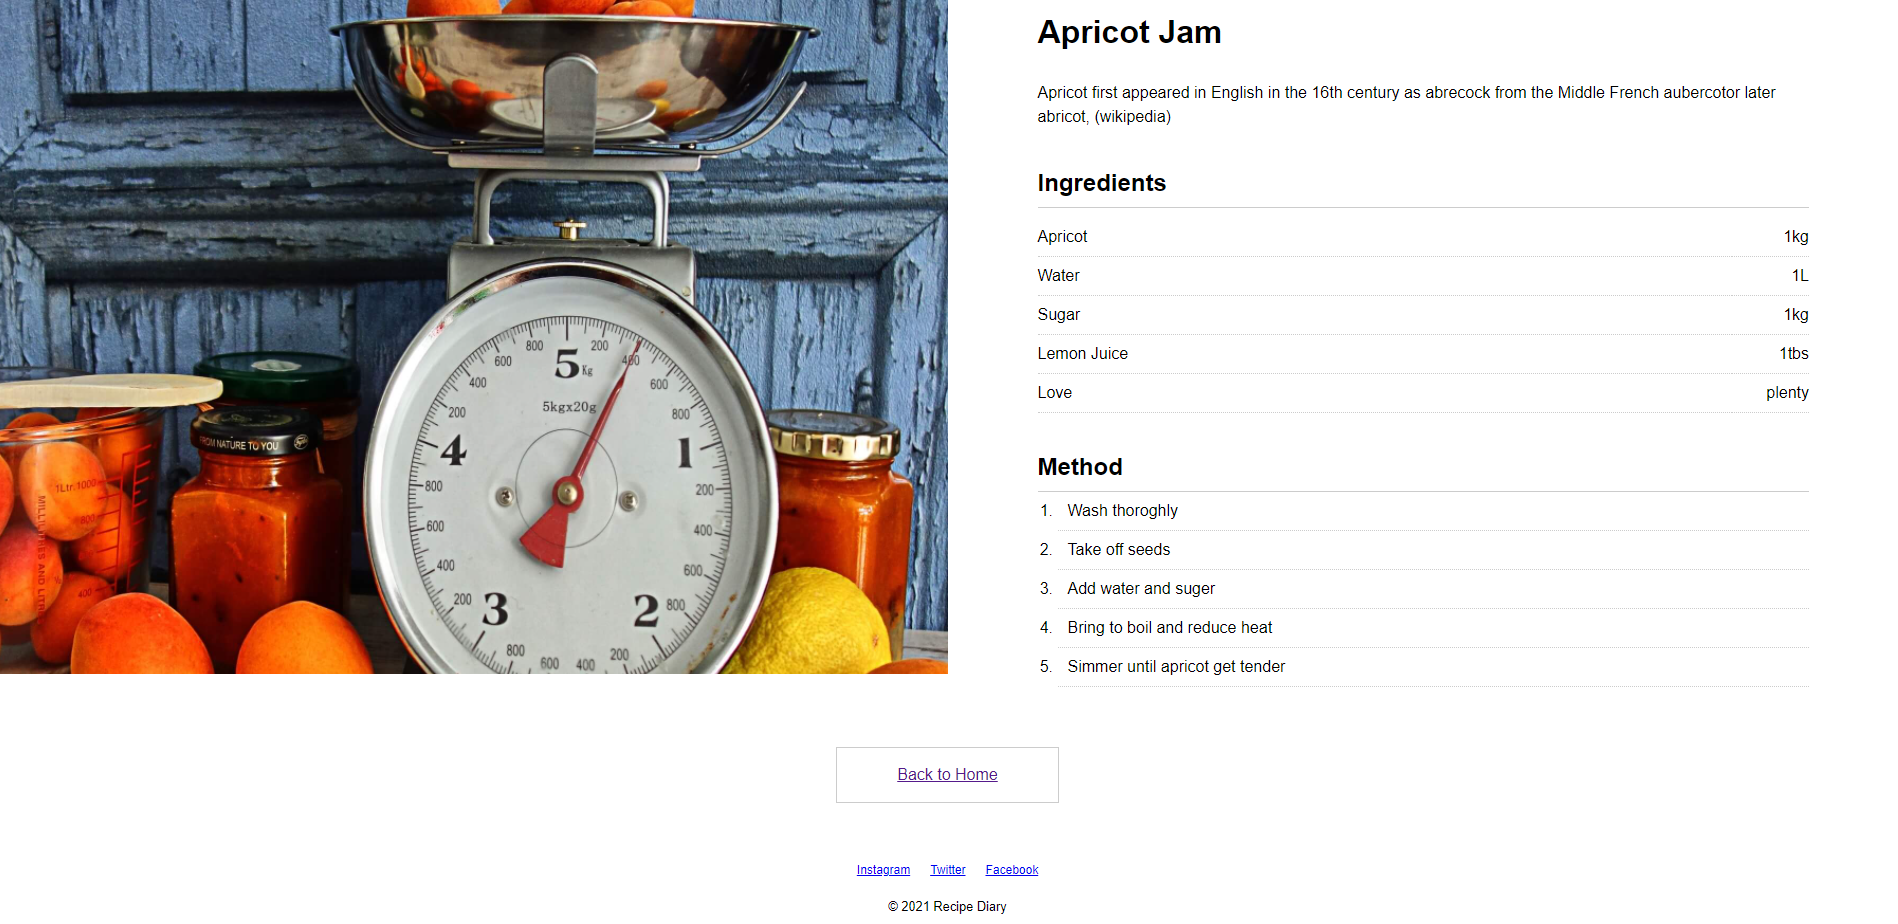 Apricot Jam
Apricot first appeared in English in the 16th century as abrecock from the Middle French aubercotor later
abricot, (wikipedia)
Ingredients
Apricot 1kg
Water 1L
Sugar 1kg
Lemon Juice 1tbs
Love plenty
Method
1. Wash thoroghly
2. Take off seeds
3. Add water and suger
4. Bring to boil and reduce heat
5. Simmer until apricot get tender
800 200
600 5 Kg 400
400 600
200 5kgx20g 800
4 1
800 200
600 400
400 600
200 3 2 800
800 600 400 200
FROM NATURE TO YOU
1Ltr.1000
800
400
Back to Home
Instagram Twitter Facebook
© 2021 Recipe Diary